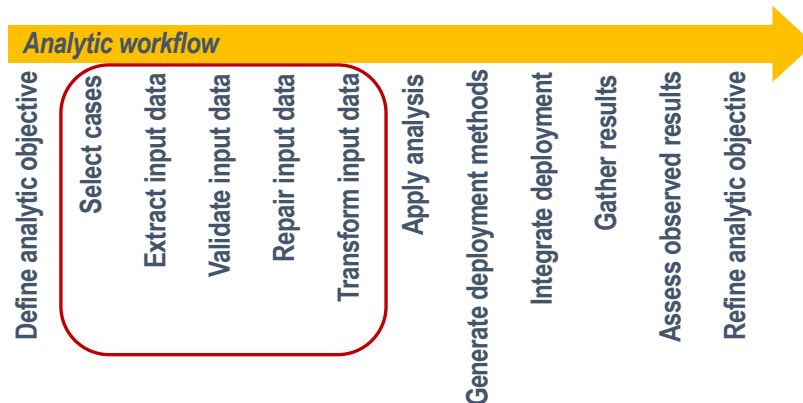 Analytic workflow
Define analytic objective
Select cases
Extract input data
Validate input data
Repair input data
Transform input data
Apply analysis
Generate deployment methods
Integrate deployment
Gather results
Assess observed results
Refine analytic objective